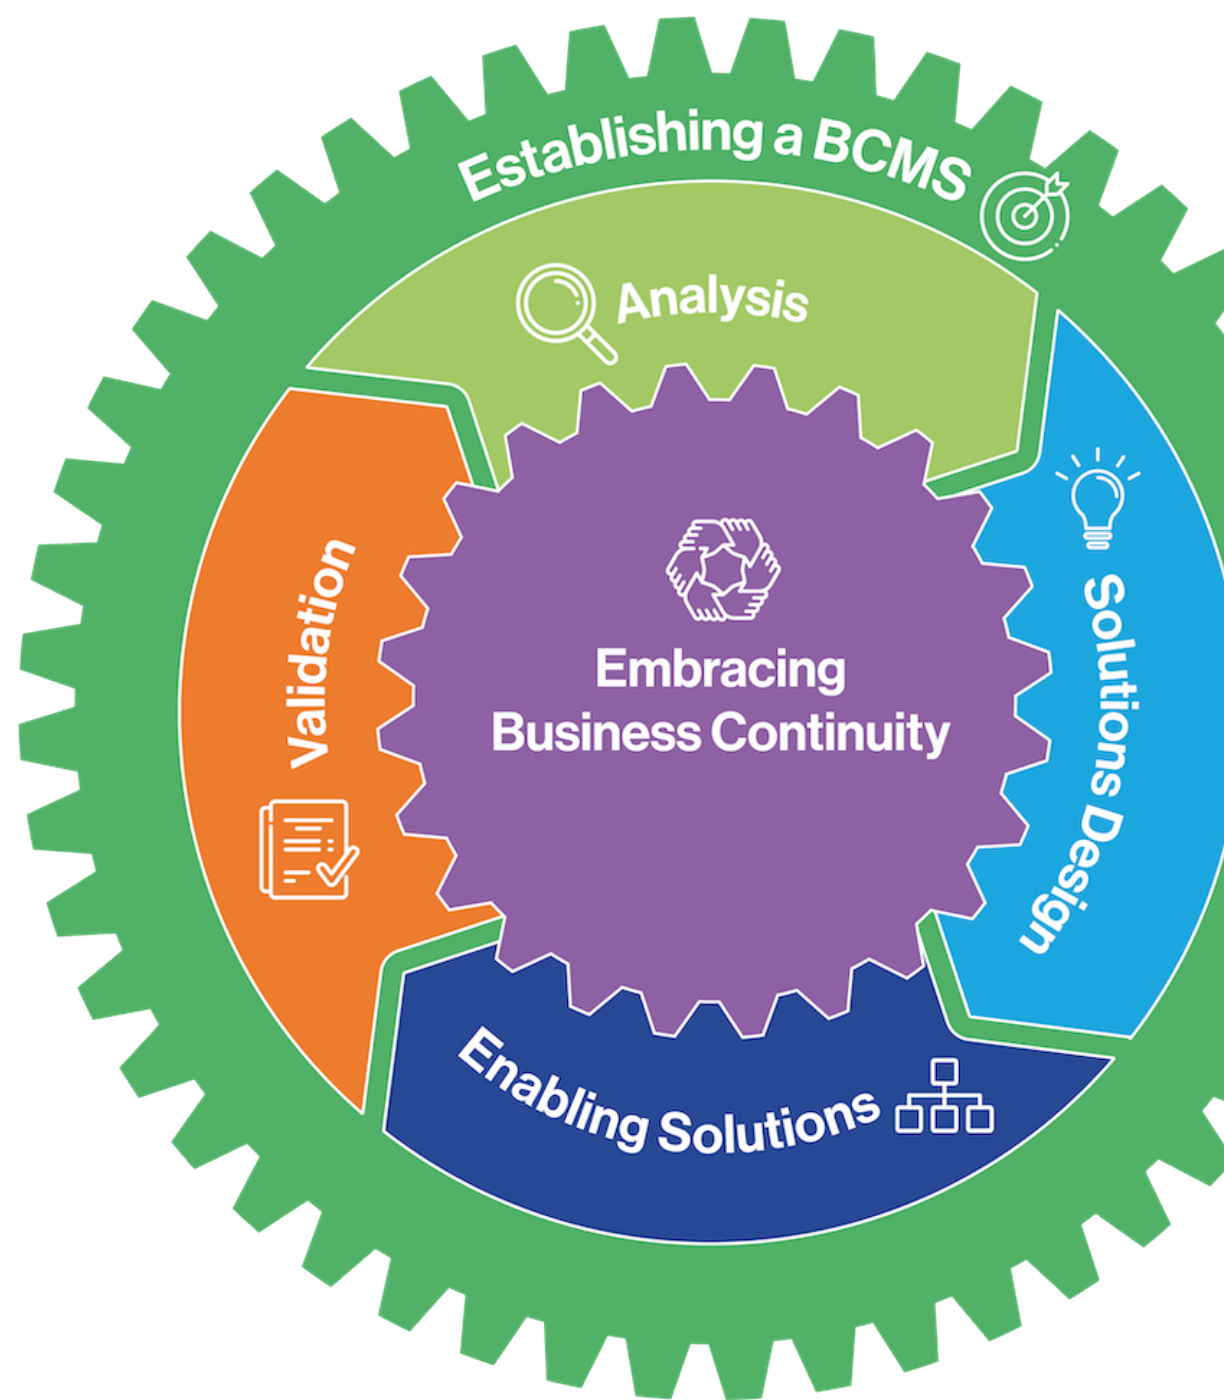 Establishing a BCMS
Analysis
Solutions Design
Enabling Solutions
Validation
Embracing
Business Continuity